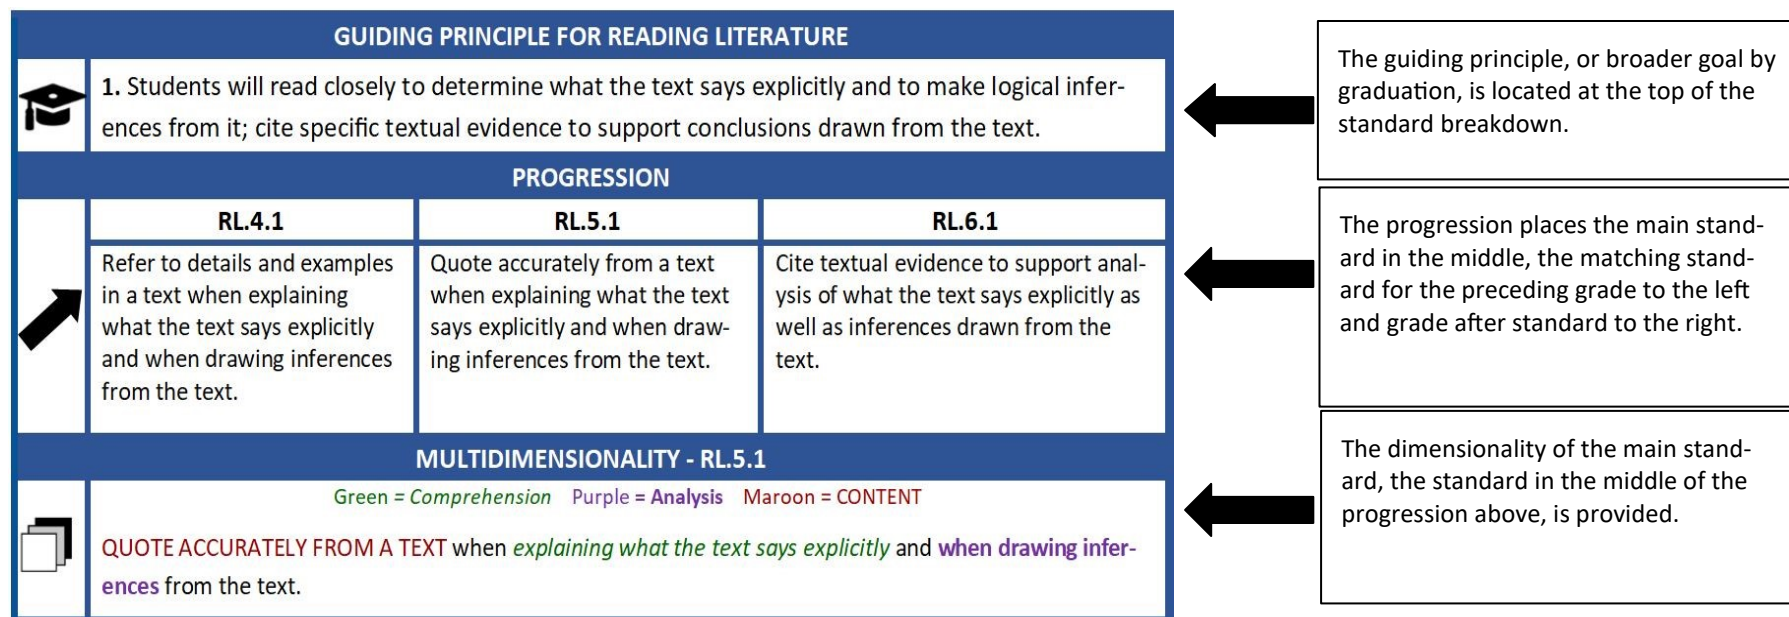 GUIDING PRINCIPLE FOR READING LITERATURE
1. Students will read closely to determine what the text says explicitly and to make logical infer-
ences from it; cite specific textual evidence to support conclusions drawn from the text.
PROGRESSION
RL.4.1
Refer to details and examples
in a text when explaining
what the text says explicitly
and when drawing inferences
from the text.
RL.5.1
Quote accurately from a text
when explaining what the text
says explicitly and when draw-
ing inferences from the text.
RL.6.1
Cite textual evidence to support anal-
ysis of what the text says explicitly as
well as inferences drawn from the
text.
MULTIDIMENSIONALITY - RL.5.1
Green = Comprehension Purple = Analysis Maroon = CONTENT
QUOTE ACCURATELY FROM A TEXT when explaining what the text says explicitly and when drawing infer-
ences from the text.
The guiding principle, or broader goal by
graduation, is located at the top of the
standard breakdown.
The progression places the main stand-
ard in the middle, the matching stand-
ard for the preceding grade to the left
and grade after standard to the right.
The dimensionality of the main stand-
ard, the standard in the middle of the
progression above, is provided.